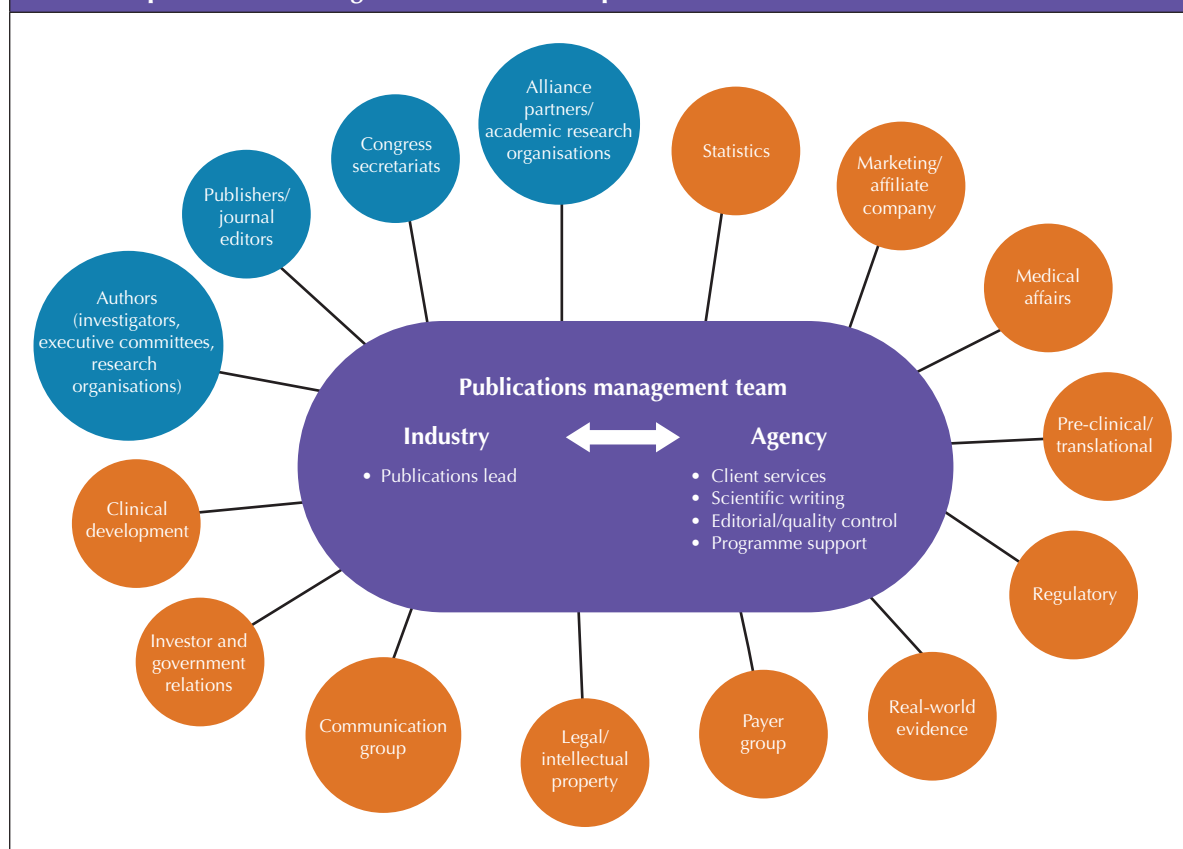 Alliance
partners/
academic research
organisations
Statistics
Congress
secretariats
Marketing/
affiliate
company
Publishers/
journal
editors
Medical
affairs
Authors
(investigators,
executive committees,
research
organisations)
Publications management team
Industry
Agency
• Publications lead
• Client services
• Scientific writing
• Editorial/quality control
• Programme support
Pre-clinical/
translational
Clinical
development
Regulatory
Investor and
government
relations
Communication
group
Legal/
intellectual
property
Payer
group
Real-world
evidence